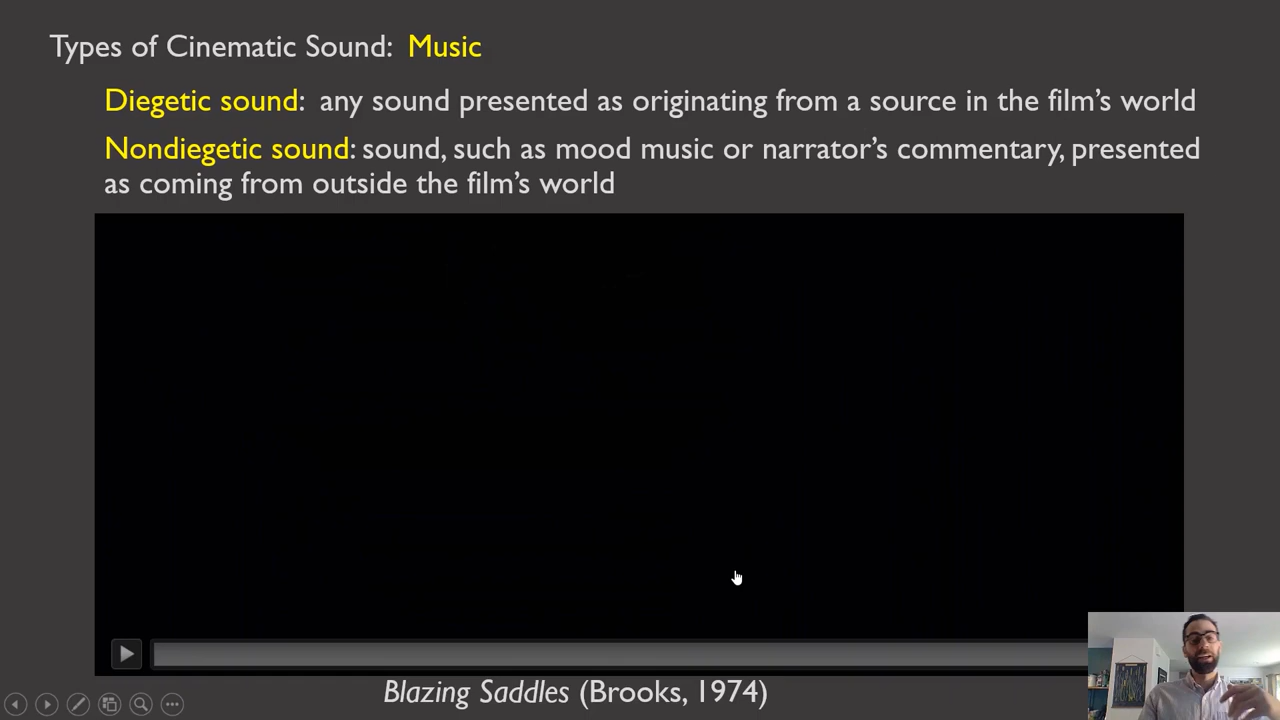 Types of Cinematic Sound: Music
Diegetic sound: any sound presented as originating from a source in the film's world
Nondiegetic sound: sound, such as mood music or narrator's commentary, presented
as coming from outside the film's world
Blazing Saddles (Brooks, 1974)